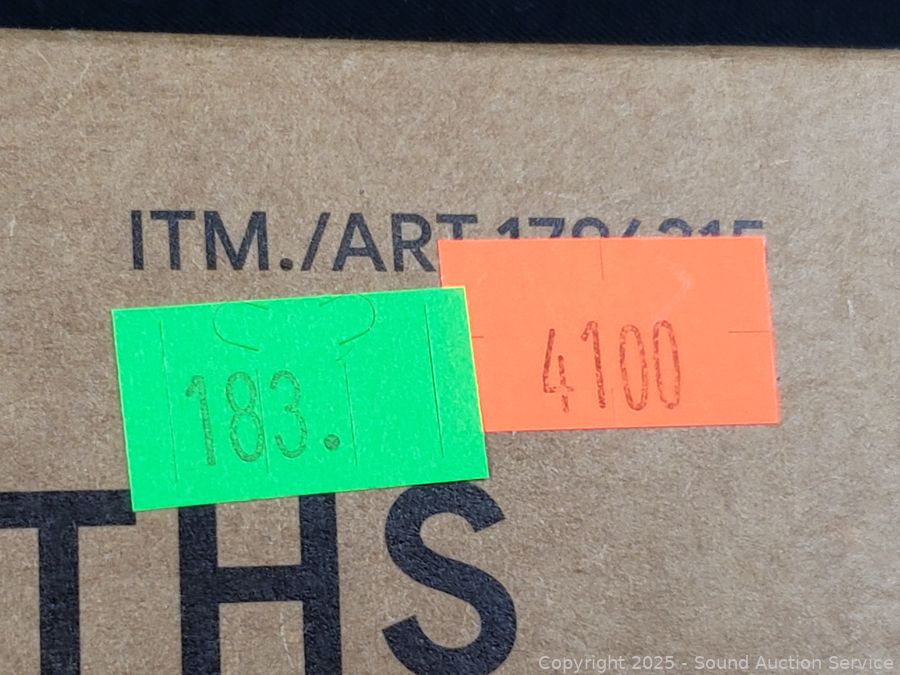 ITM./ART.
4100
183.
THS
Copyright 2025 - Sound Auction Service